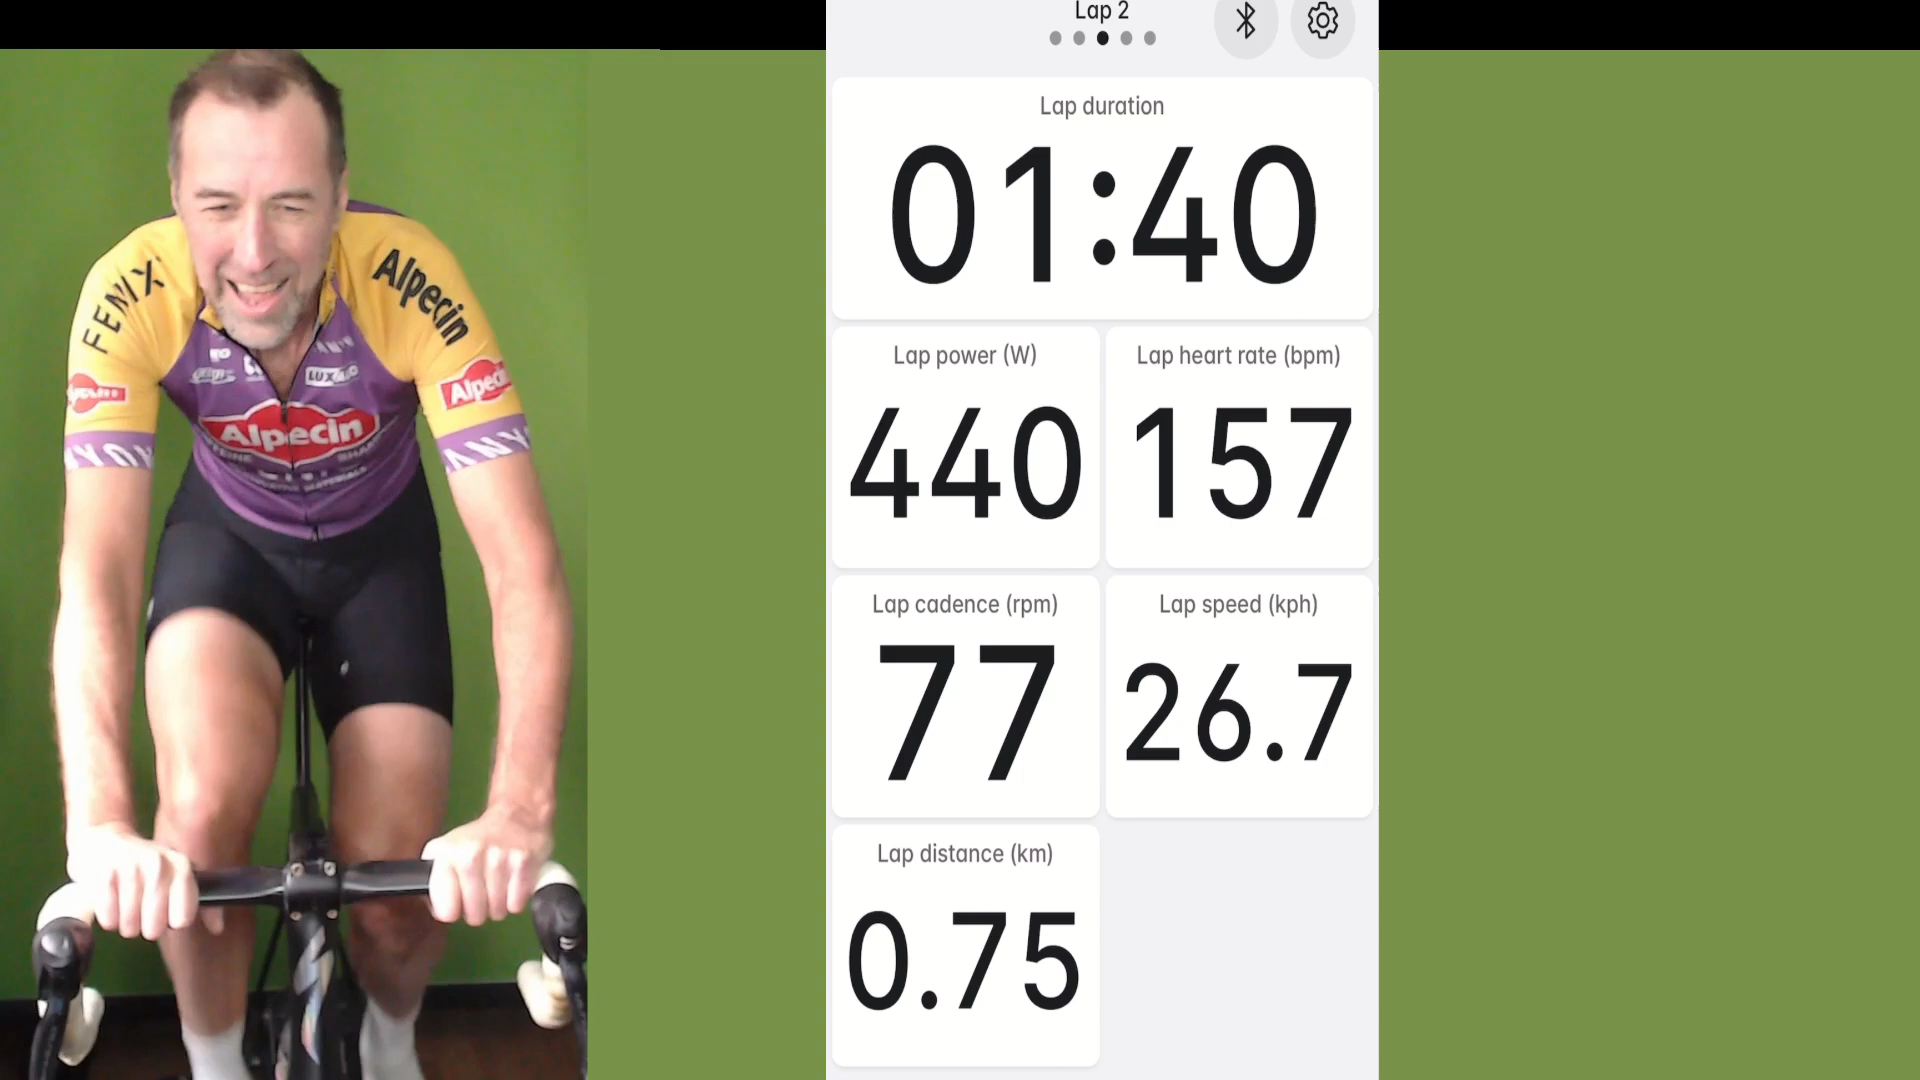 Lap 2
Lap duration
01:40
Lap power (W)
440
Lap heart rate (bpm)
157
Lap cadence (rpm)
77
Lap speed (kph)
26.7
Lap distance (km)
0.75
FENIX
Alpecin
Alpecin
LUX
Alpecin